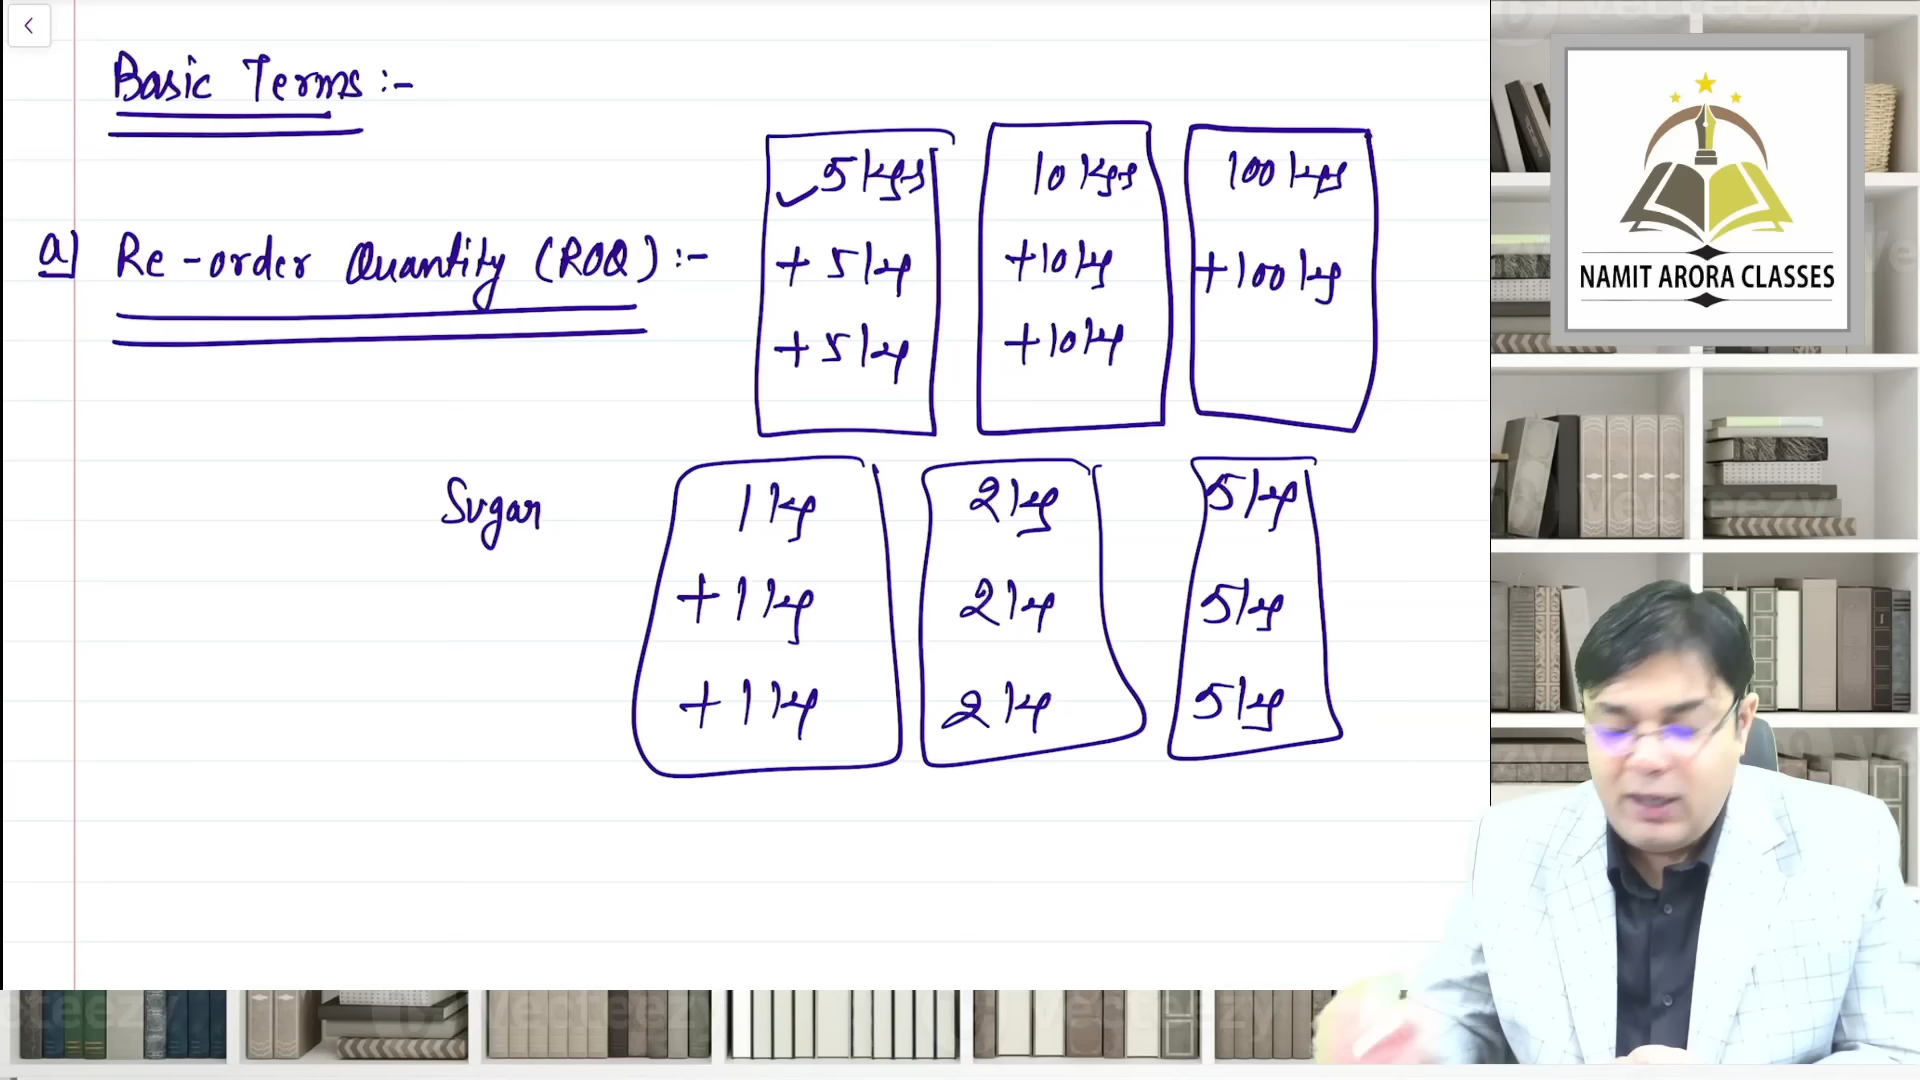 Basic Terms :-
a] Re-order Quantity (ROQ) :-
5 kgs
+ 5 kg
+ 5 kg
10 kgs
+10 kg
+10 kg
100 kgs
+100 kg
Sugar
1 kg
+ 1 kg
+ 1 kg
2 kg
2 kg
2 kg
5 kg
5 kg
5 kg
NAMIT ARORA CLASSES